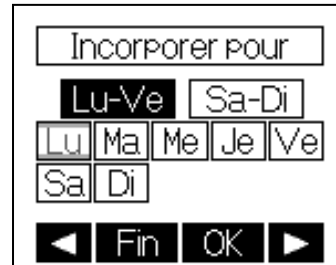 Incorporer pour
Lu-Ve Sa-Di
Lu Ma Me Je Ve
Sa Di
◄ Fin OK ►